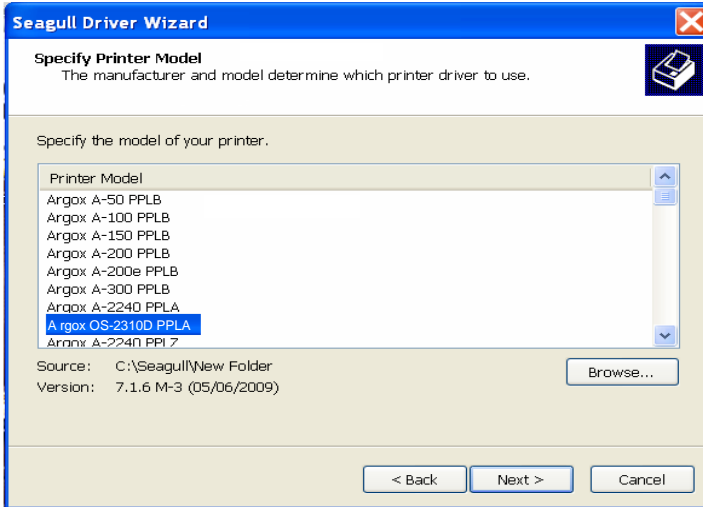 Seagull Driver Wizard
Specify Printer Model
The manufacturer and model determine which printer driver to use.
Specify the model of your printer.
Printer Model
Argox A-50 PPLB
Argox A-100 PPLB
Argox A-150 PPLB
Argox A-200 PPLB
Argox A-200e PPLB
Argox A-300 PPLB
Argox A-2240 PPLA
A rgox OS-2310D PPLA
Argox A-2240 PPLZ
Source: C:\Seagull\New Folder
Browse...
Version: 7.1.6 M-3 (05/06/2009)
< Back Next > Cancel